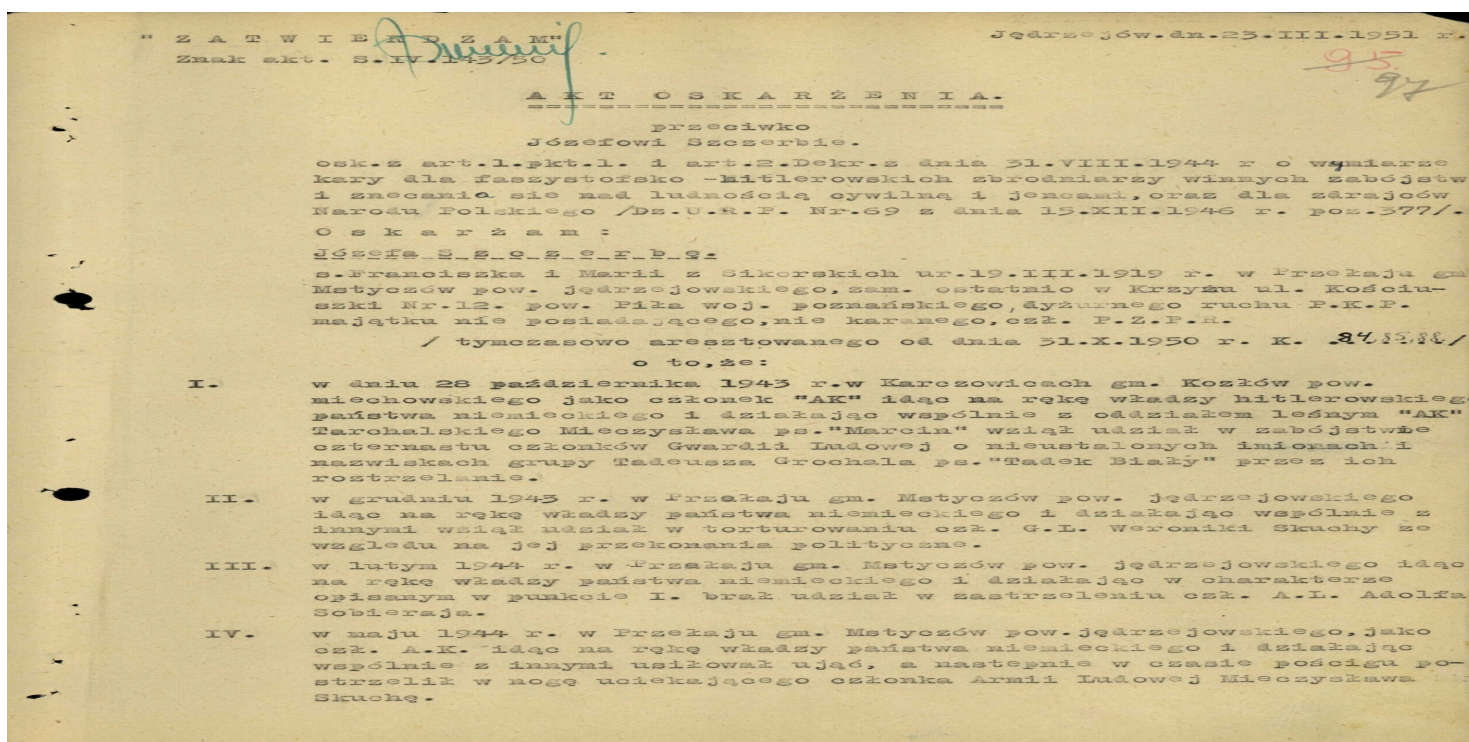 "ZATWIERDZAM"
Jędrzejów.dn.23.III.1951 r.
Znak akt. S.IV.143/50
95.
97
AKT OSKARŻENIA.
przeciwko
Józefowi Szczerbie.
osk.z art.1.pkt.1. i art.2.Dekr.z dnia 31.VIII.1944 r o wymiarze
kary dla faszystofsko -hitlerowskich zbrodniarzy winnych zabójstw
i znecania sie nad ludnością cywilną i jencami,oraz dla zdrajców
Narodu Polskiego /Dz.U.R.P. Nr.69 z dnia 15.XII.1946 r. poz.377/.
Oskarżam:
Józefa Szczerbę.
s.Franciszka i Marii z Sikorskich ur.19.III.1919 r. w Przełaju gm
Mstyczów pow. jędrzejowskiego,zam. ostatnio w Krzyżu ul. Kościu-
szki Nr.12. pow. Piła woj. poznańskiego,dyżurnego ruchu P.K.P.
majątku nie posiadającego,nie karanego,czł. P.Z.P.R.
/ tymczasowo aresztowanego od dnia 31.X.1950 r. K. 84,85,88/
o to,że:
I. w dniu 28 października 1943 r.w Karczowicach gm. Kozłów pow.
miechowskiego jako członek "AK" idąc na rękę władzy hitlerowskieg
państwa niemieckiego i działając wspólnie z oddziałem leśnym "AK"
Tarchalskiego Mieczysława ps."Marcin" wziął udział w zabójstwie
czternastu członków Gwardii Ludowej o nieustalonych imionach i
nazwiskach grupy Tadeusza Grochala ps."Tadek Biały" przez ich
roztrzelanie.
II. w grudniu 1943 r. w Przełaju gm. Mstyczów pow. jędrzejowskiego
idąc na rękę władzy państwa niemieckiego i działając wspólnie z
innymi wziął udział w torturowaniu czł. G.L. Weroniki Skuchy ze
wzgledu na jej przekonania polityczne.
III. w lutym 1944 r. w Przełaju gm. Mstyczów pow. jędrzejowskiego idąc
na rękę władzy państwa niemieckiego i działając w charakterze
opisanym w punkcie I. brał udział w zastrzeleniu czł. A.L. Adolfa
Sobieraja.
IV. w maju 1944 r. w Przełaju gm. Mstyczów pow.jędrzejowskiego,jako
czł. A.K. idąc na rękę władzy państwa niemieckiego i działając
wspólnie z innymi usiłował ująć, a nastepnie w czasie pościgu po-
strzelił w nogę uciekającego członka Armii Ludowej Mieczysława
Skuchę.